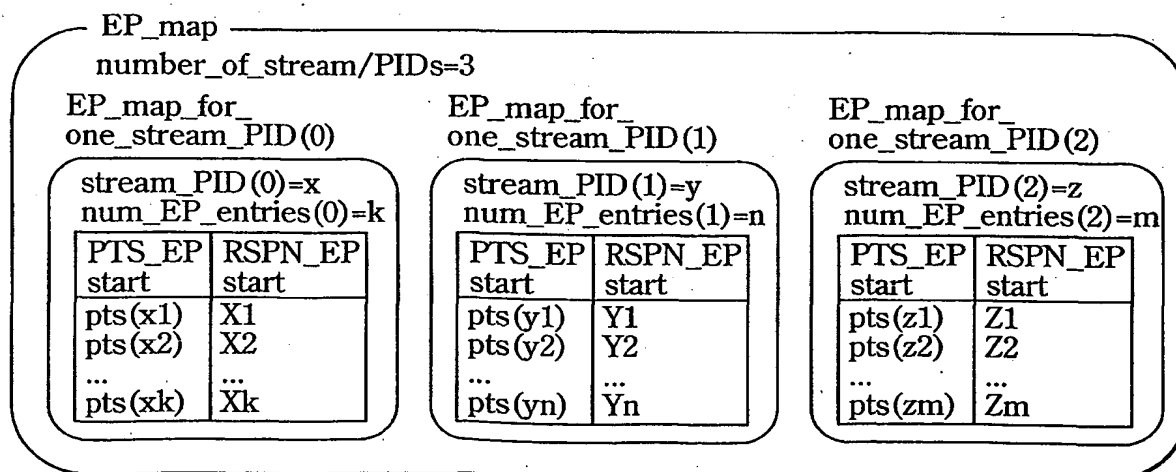 EP_map
number_of_stream/PIDs=3
EP_map_for_
one_stream_PID(0)
stream_PID(0)=x
num_EP_entries(0)=k
PTS_EP RSPN_EP
start start
pts(x1) X1
pts(x2) X2
... ...
pts(xk) Xk
EP_map_for_
one_stream_PID(1)
stream_PID(1)=y
num_EP_entries(1)=n
PTS_EP RSPN_EP
start start
pts(y1) Y1
pts(y2) Y2
... ...
pts(yn) Yn
EP_map_for_
one_stream_PID(2)
stream_PID(2)=z
num_EP_entries(2)=m
PTS_EP RSPN_EP
start start
pts(z1) Z1
pts(z2) Z2
... ...
pts(zm) Zm